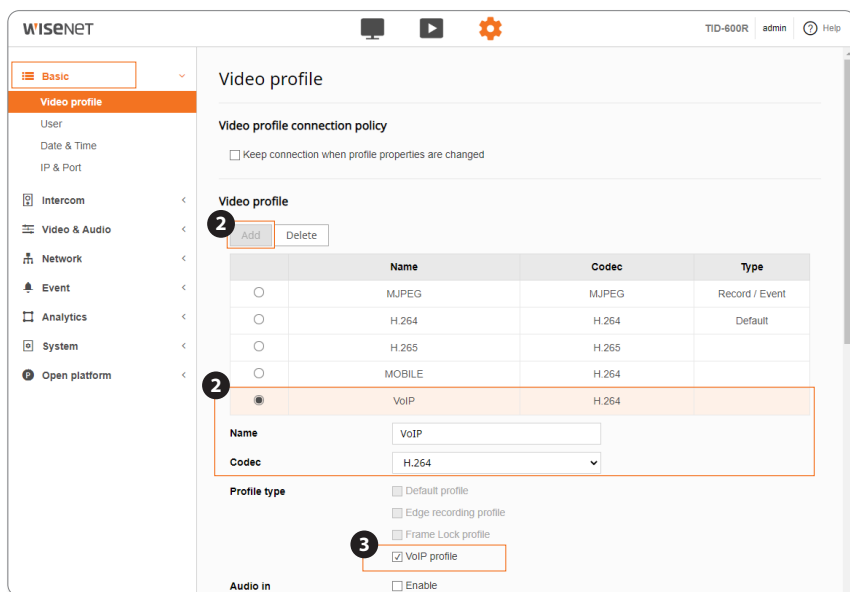 WISENET
TID-600R admin ? Help
Basic
Video profile
User
Date & Time
IP & Port
Intercom
Video & Audio
Network
Event
Analytics
System
P Open platform
Video profile
Video profile connection policy
Keep connection when profile properties are changed
Video profile
2 Add Delete
Name Codec Type
MJPEG MJPEG Record / Event
H.264 H.264 Default
H.265 H.265
MOBILE H.264
2
VoIP H.264
Name VoIP
Codec H.264
Profile type Default profile
Edge recording profile
Frame Lock profile
3 VoIP profile
Audio in Enable